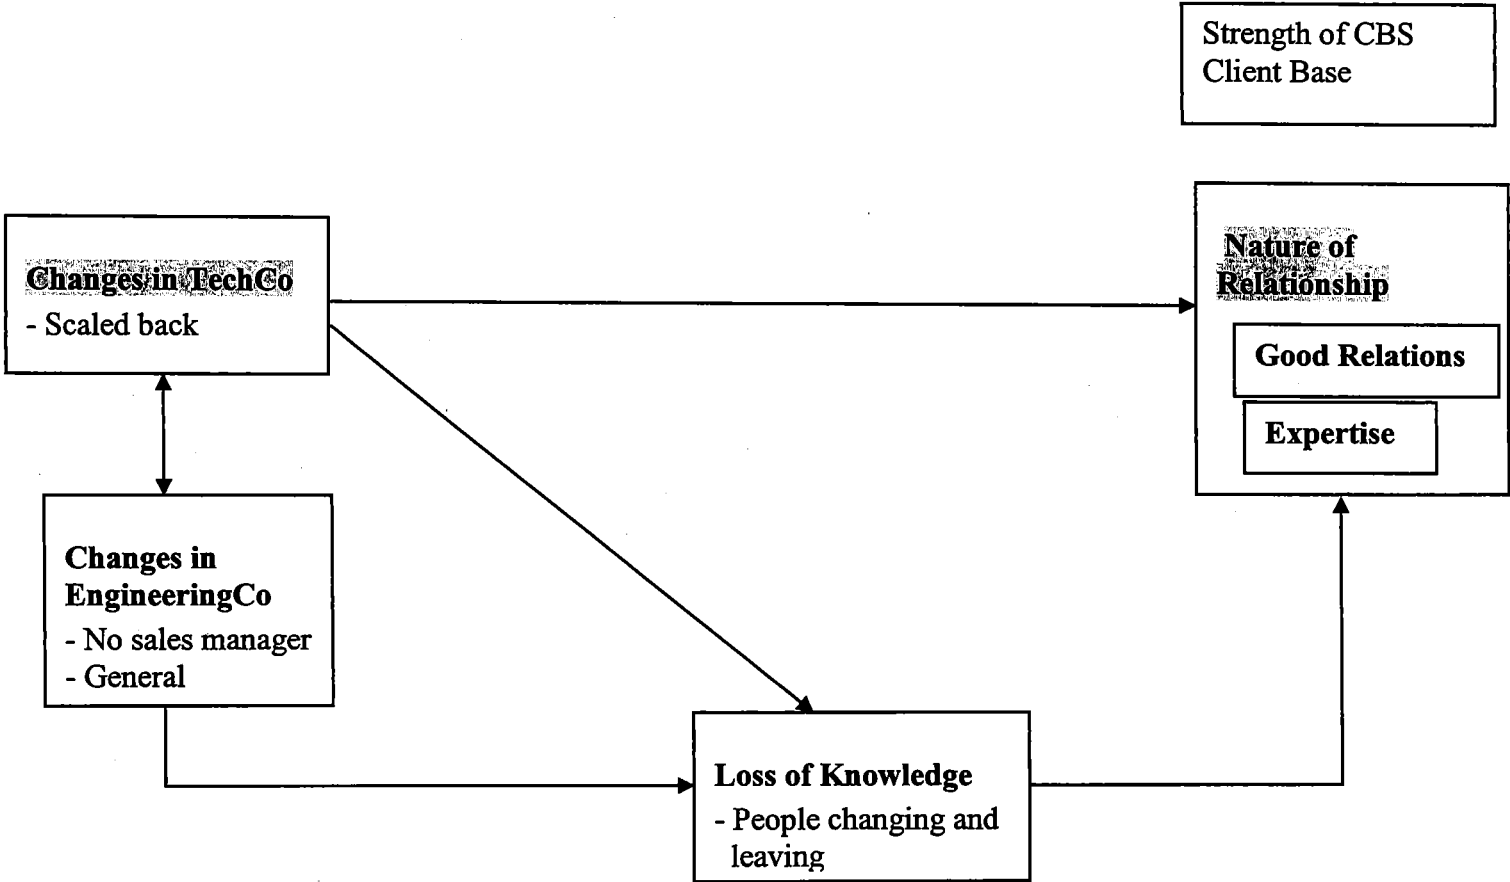 Strength of CBS
Client Base
Changes in TechCo
- Scaled back
Nature of
Relationship
Good Relations
Expertise
Changes in
EngineeringCo
- No sales manager
- General
Loss of Knowledge
- People changing and
leaving